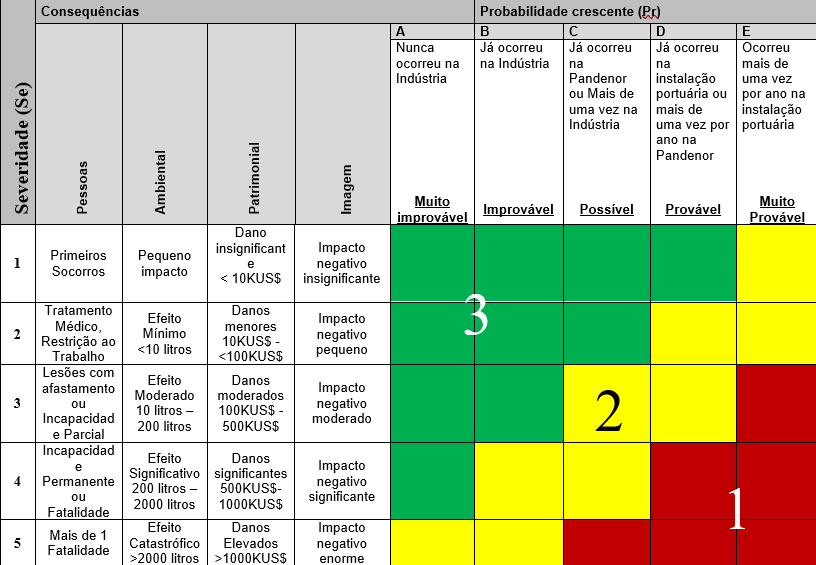 Consequências
Probabilidade crescente (Pr)
Severidade (Se)
Pessoas
Ambiental
Patrimonial
Imagem
A
B
C
D
E
Nunca
ocorreu na
Indústria
Muito
improvável
Já ocorreu
na Indústria
Improvável
Já ocorreu
na
Pandenor
ou Mais de
uma vez na
Indústria
Possível
Já ocorreu
na
instalação
portuária ou
mais de
uma vez por
ano na
Pandenor
Provável
Ocorreu
mais de
uma vez
por ano na
instalação
portuária
Muito
Provável
1
Primeiros
Socorros
Pequeno
impacto
Dano
insignificant
e
< 10KUS$
Impacto
negativo
insignificante
2
Tratamento
Médico,
Restrição ao
Trabalho
Efeito
Mínimo
<10 litros
Danos
menores
10KUS$ -
<100KUS$
Impacto
negativo
pequeno
3
3
Lesões com
afastamento
ou
Incapacidad
e Parcial
Efeito
Moderado
10 litros –
200 litros
Danos
moderados
100KUS$ -
500KUS$
Impacto
negativo
moderado
2
4
Incapacidad
e
Permanente
ou
Fatalidade
Efeito
Significativo
200 litros –
2000 litros
Danos
significantes
500KUS$-
1000KUS$
Impacto
negativo
significante
1
5
Mais de 1
Fatalidade
Efeito
Catastrófico
>2000 litros
Danos
Elevados
>1000KUS$
Impacto
negativo
enorme